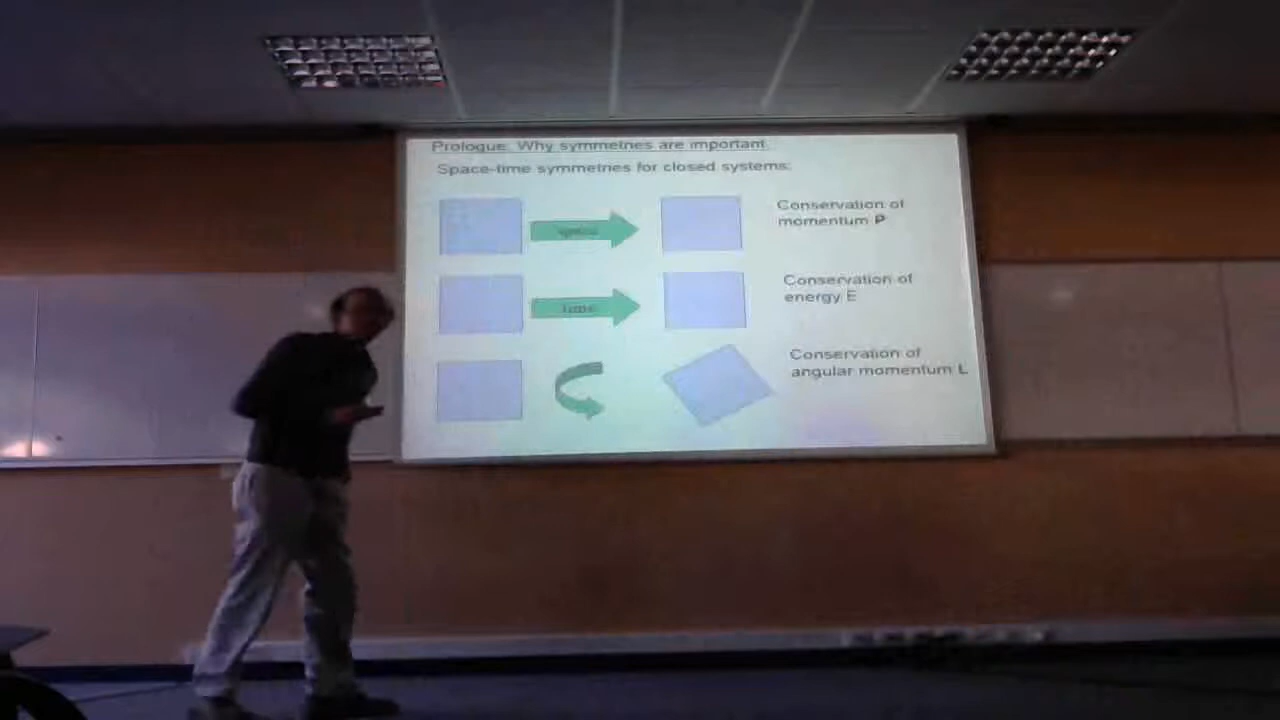 Prologue: Why symmetries are important.
Space-time symmetries for closed systems:
space
Conservation of
momentum P
time
Conservation of
energy E
Conservation of
angular momentum L